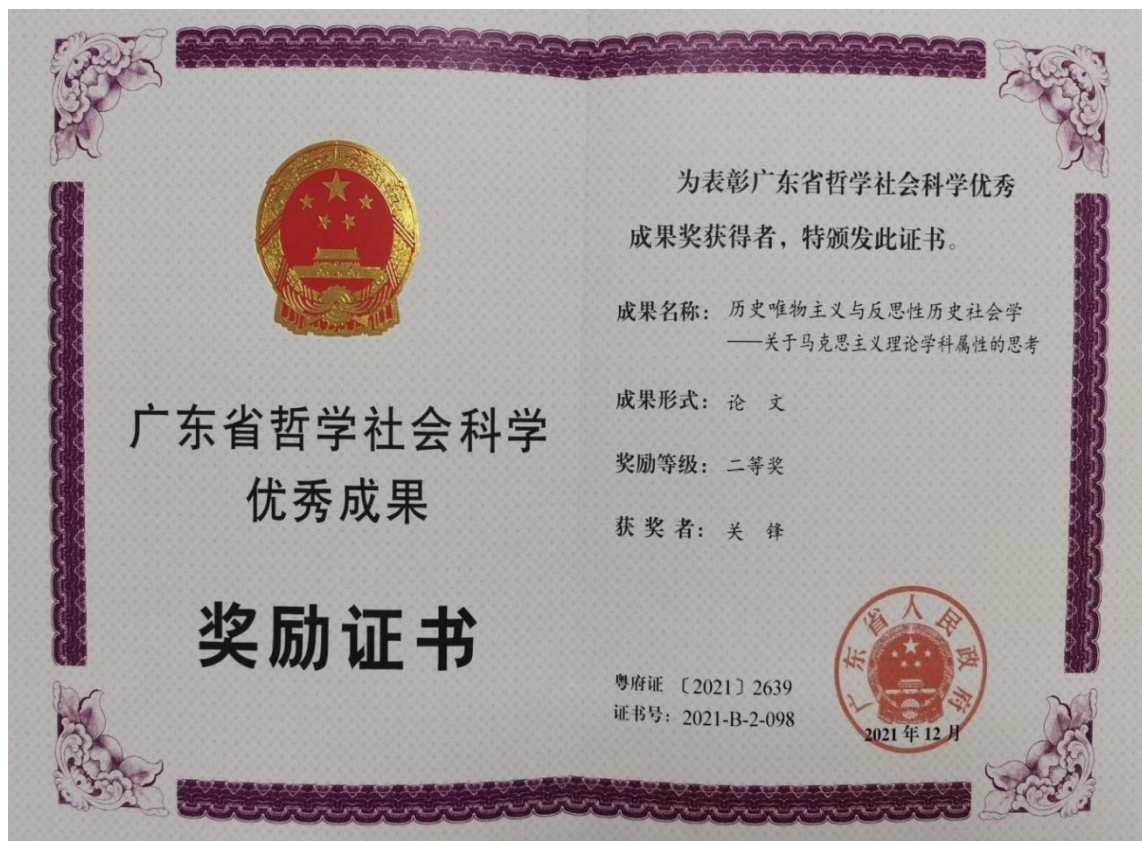 广东省哲学社会科学
优秀成果
奖励证书
为表彰广东省哲学社会科学优秀
成果奖获得者，特颁发此证书。
成果名称： 历史唯物主义与反思性历史社会学
——关于马克思主义理论学科属性的思考
成果形式： 论 文
奖励等级： 二等奖
获 奖 者： 关 锋
粤府证 〔2021〕2639
证书号：2021-B-2-098
广东省人民政府
2021 年 12 月